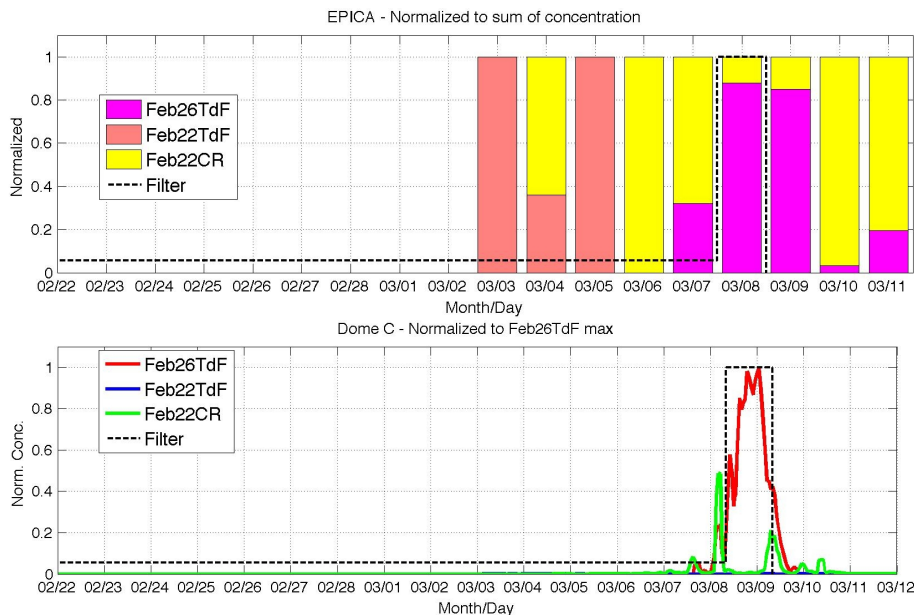 EPICA - Normalized to sum of concentration
Normalized
1
0.8
0.6
0.4
0.2
0
Feb26TdF
Feb22TdF
Feb22CR
Filter
02/22 02/23 02/24 02/25 02/26 02/27 02/28 03/01 03/02 03/03 03/04 03/05 03/06 03/07 03/08 03/09 03/10 03/11
Month/Day
Dome C - Normalized to Feb26TdF max
Norm. Conc.
1
0.8
0.6
0.4
0.2
0
Feb26TdF
Feb22TdF
Feb22CR
Filter
02/22 02/23 02/24 02/25 02/26 02/27 02/28 03/01 03/02 03/03 03/04 03/05 03/06 03/07 03/08 03/09 03/10 03/11 03/12
Month/Day